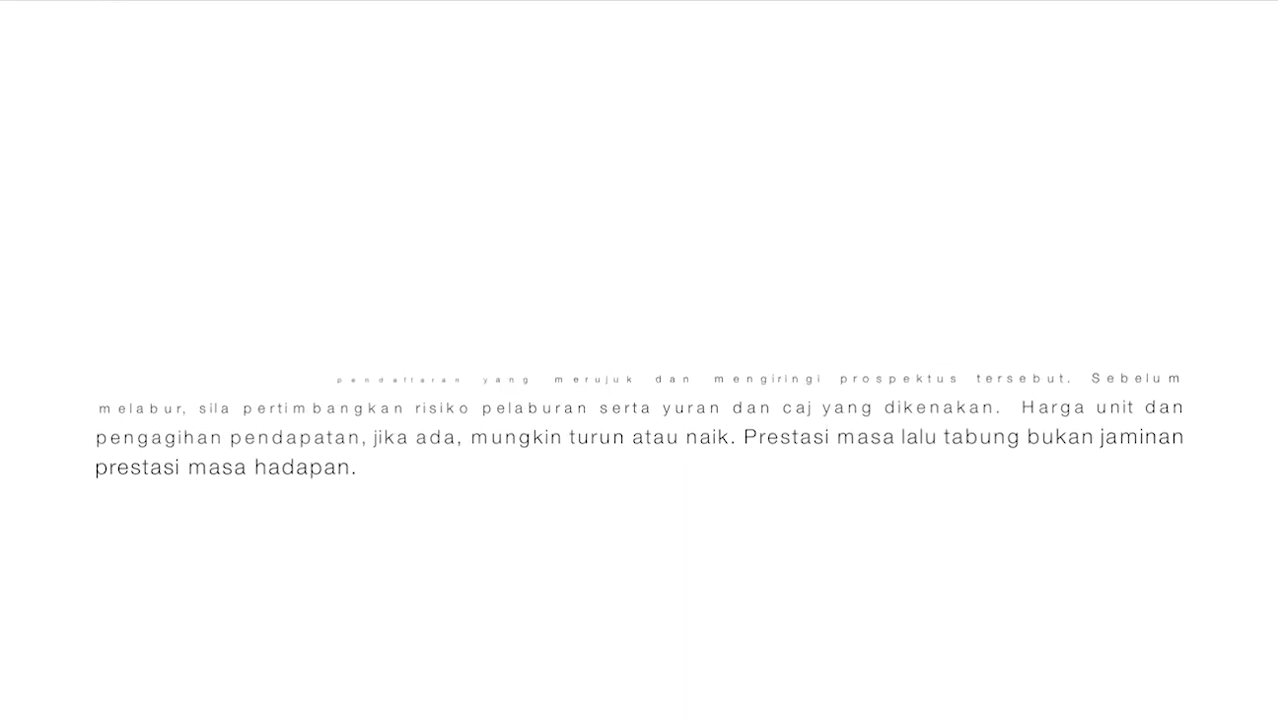 pendaftaran yang merujuk dan mengiringi prospektus tersebut. Sebelum
melabur, sila pertimbangkan risiko pelaburan serta yuran dan caj yang dikenakan. Harga unit dan
pengagihan pendapatan, jika ada, mungkin turun atau naik. Prestasi masa lalu tabung bukan jaminan
prestasi masa hadapan.